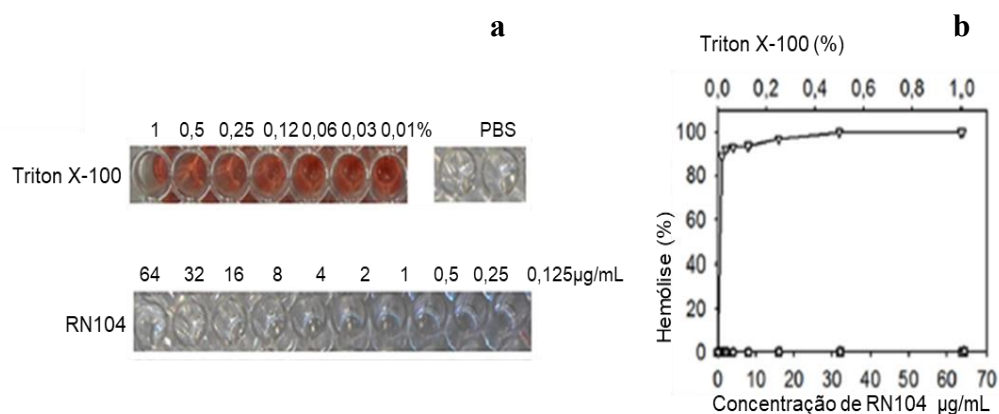 a
1 0,5 0,25 0,12 0,06 0,03 0,01% PBS
Triton X-100
64 32 16 8 4 2 1 0,5 0,25 0,125µg/mL
RN104
b
Triton X-100 (%)
0,0 0,2 0,4 0,6 0,8 1,0
100
80
60
40
20
0
Hemólise (%)
0 10 20 30 40 50 60 70
Concentração de RN104 µg/mL